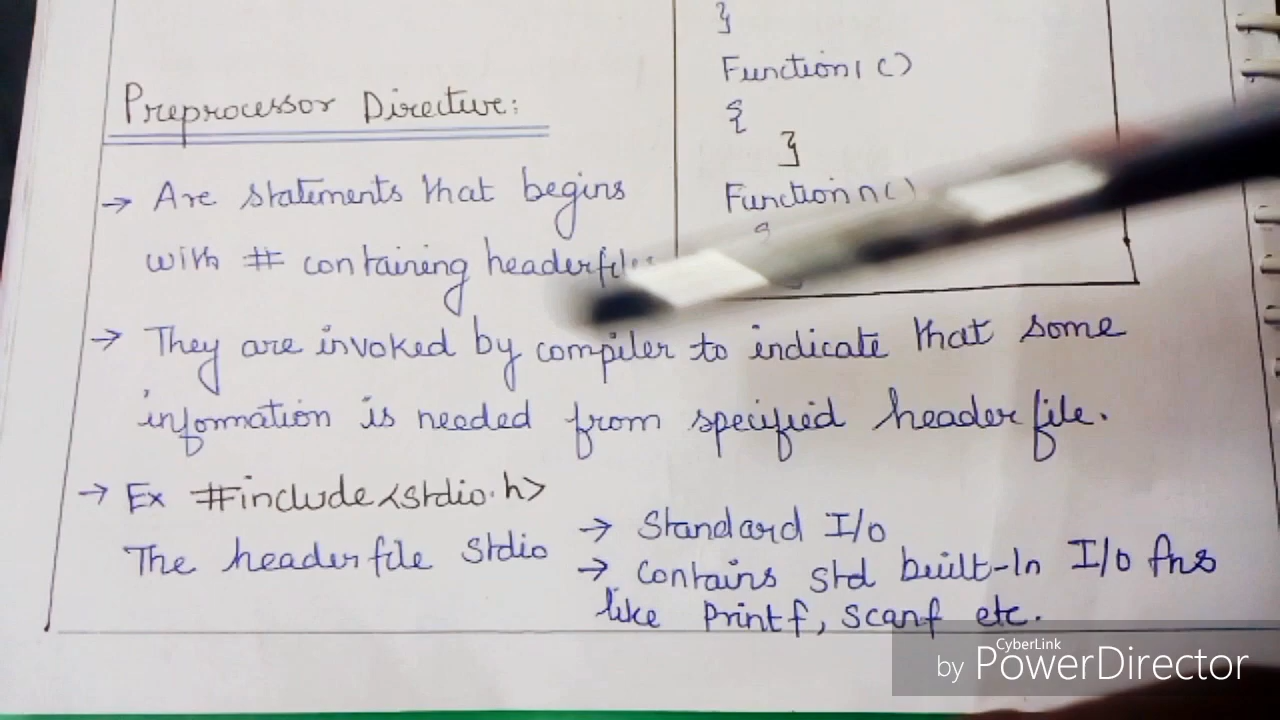 }
Function1 ()
{
}
Function n()
{
Preprocessor Directive:
→ Are statements that begins
with # containing headerfiles
→ They are invoked by compiler to indicate that some
information is needed from specified header file.
→ Ex #include<stdio.h>
The headerfile stdio → Standard I/O
→ contains std built-In I/O fns
like printf, scanf etc.
CyberLink
by PowerDirector